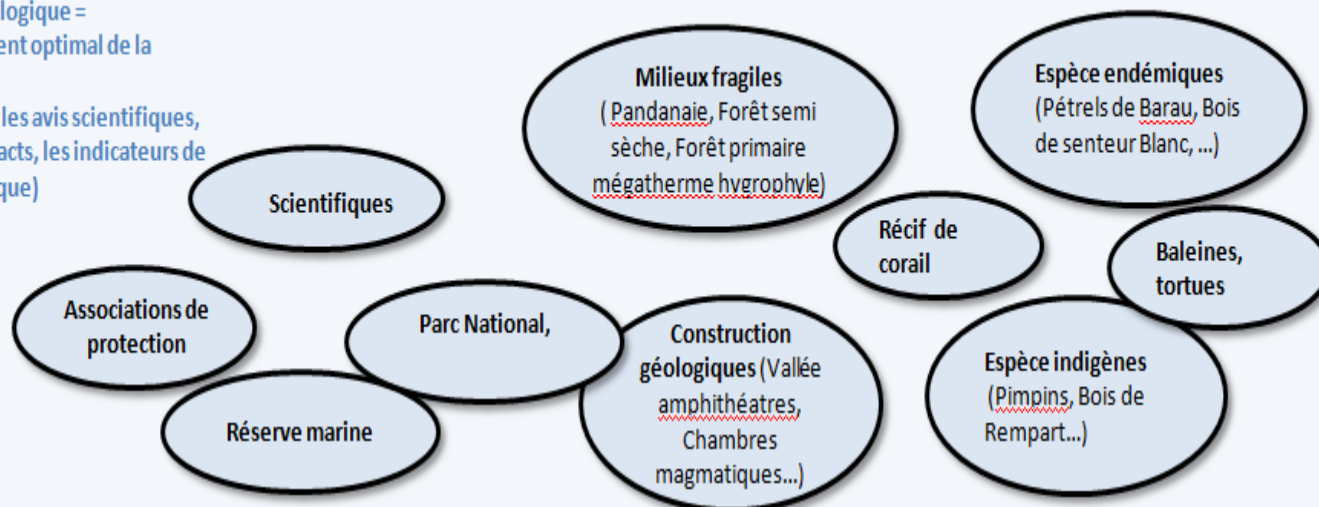 logique =
ent optimal de la
les avis scientifiques,
acts, les indicateurs de
que)
Scientifiques
Milieux fragiles
( Pandanaie, Forêt semi
sèche, Forêt primaire
mégatherme hygrophyle)
Espèce endémiques
(Pétrels de Barau, Bois
de senteur Blanc, ...)
Récif de
corail
Baleines,
tortues
Associations de
protection
Parc National,
Réserve marine
Construction
géologiques (Vallée
amphithéatres,
Chambres
magmatiques...)
Espèce indigènes
(Pimpins, Bois de
Rempart...)